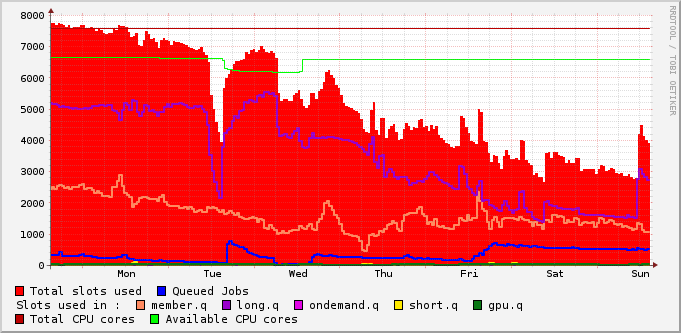 8000
7000
6000
5000
4000
3000
2000
1000
0
Mon Tue Wed Thu Fri Sat Sun
RRDTOOL / TOBI OETIKER
Total slots used Queued Jobs
Slots used in : member.q long.q ondemand.q short.q gpu.q
Total CPU cores Available CPU cores